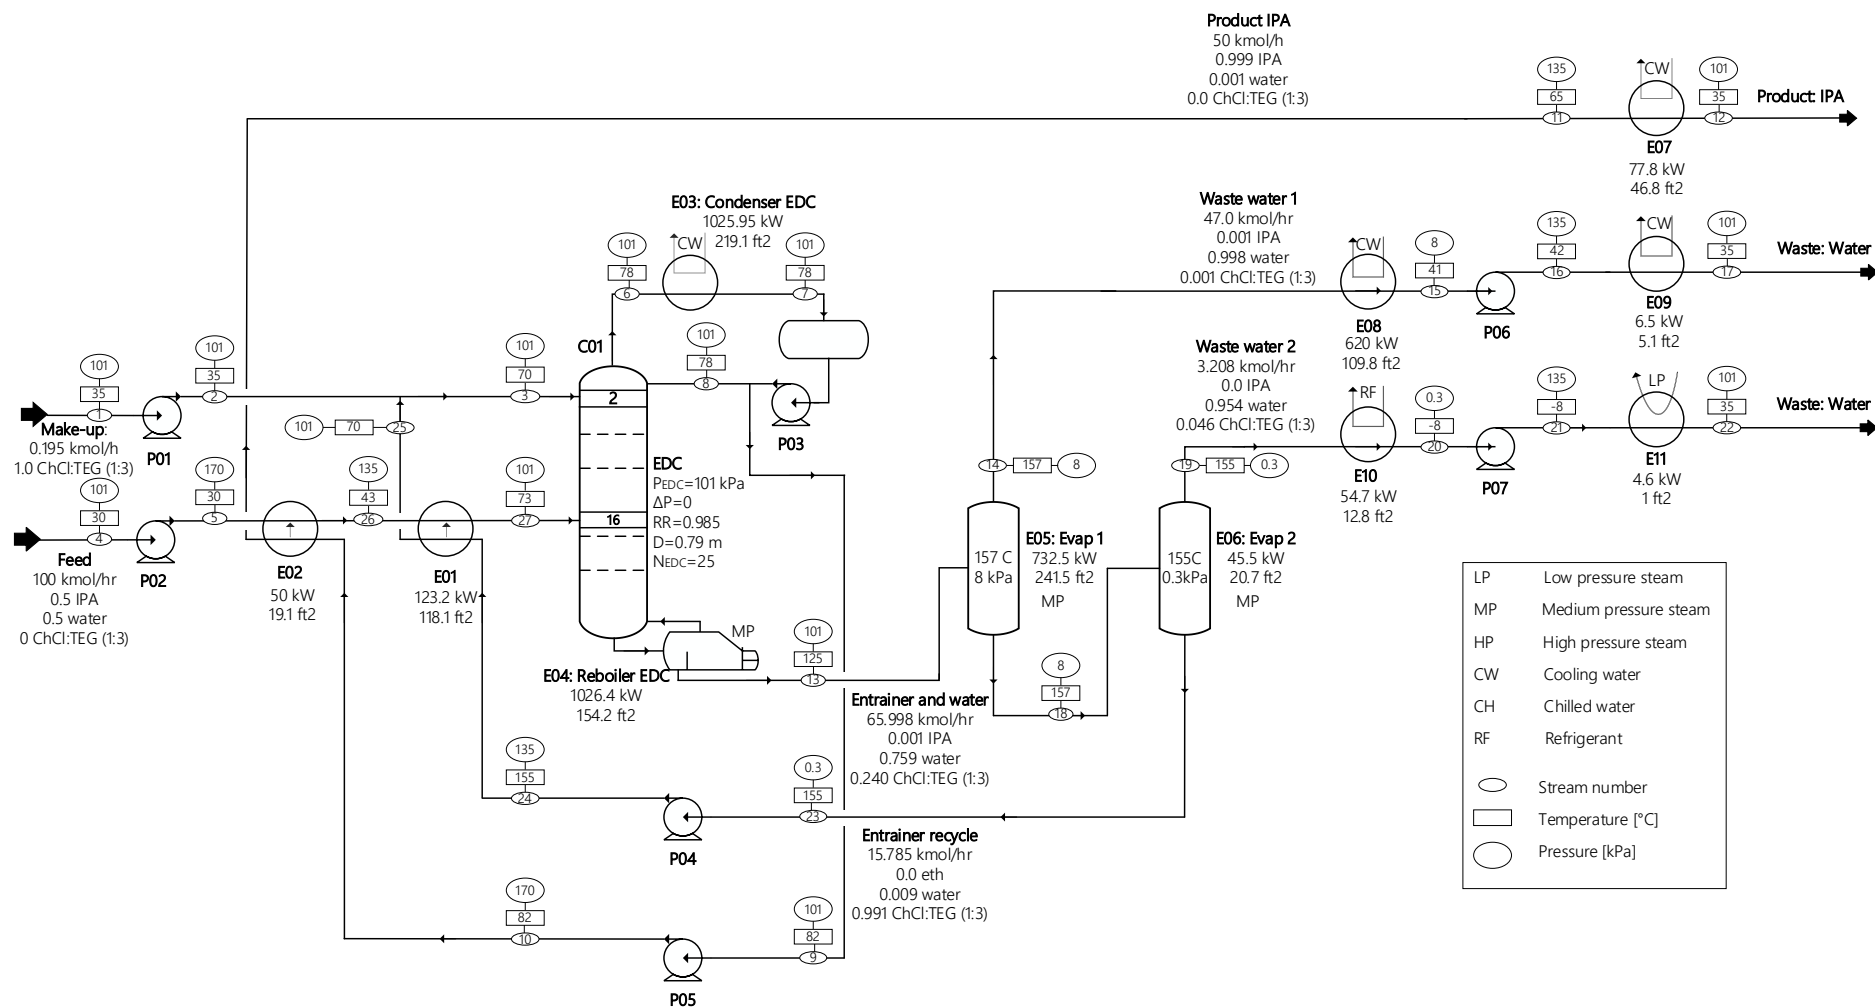 Product IPA
50 kmol/h
0.999 IPA
0.001 water
0.0 ChCl:TEG (1:3)
135
65
11
CW
101
35
12
Product: IPA
E07
77.8 kW
46.8 ft2
E03: Condenser EDC
1025.95 kW
219.1 ft2
CW
101
78
6
101
78
7
Waste water 1
47.0 kmol/hr
0.001 IPA
0.998 water
0.001 ChCl:TEG (1:3)
CW
8
41
15
E08
620 kW
109.8 ft2
P06
135
42
16
CW
101
35
17
Waste: Water
E09
6.5 kW
5.1 ft2
C01
101
78
8
P03
101
35
1
Make-up:
0.195 kmol/h
1.0 ChCl:TEG (1:3)
P01
101
35
2
101
70
25
101
70
3
2
Waste water 2
3.208 kmol/hr
0.0 IPA
0.954 water
0.046 ChCl:TEG (1:3)
RF
0.3
-8
20
E10
54.7 kW
12.8 ft2
P07
135
-8
21
LP
101
35
22
Waste: Water
E11
4.6 kW
1 ft2
101
30
4
Feed
100 kmol/hr
0.5 IPA
0.5 water
0 ChCl:TEG (1:3)
P02
170
30
5
E02
50 kW
19.1 ft2
135
43
26
E01
123.2 kW
118.1 ft2
101
73
27
16
EDC
PEDC=101 kPa
ΔP=0
RR=0.985
D=0.79 m
NEDC=25
14
157
8
157 C
8 kPa
E05: Evap 1
732.5 kW
241.5 ft2
MP
19
155
0.3
155C
0.3kPa
E06: Evap 2
45.5 kW
20.7 ft2
MP
MP
E04: Reboiler EDC
1026.4 kW
154.2 ft2
101
125
13
Entrainer and water
65.998 kmol/hr
0.001 IPA
0.759 water
0.240 ChCl:TEG (1:3)
8
157
18
135
155
24
P04
0.3
155
23
Entrainer recycle
15.785 kmol/hr
0.0 eth
0.009 water
0.991 ChCl:TEG (1:3)
170
82
10
P05
101
82
9
LP Low pressure steam
MP Medium pressure steam
HP High pressure steam
CW Cooling water
CH Chilled water
RF Refrigerant
Stream number
Temperature [°C]
Pressure [kPa]